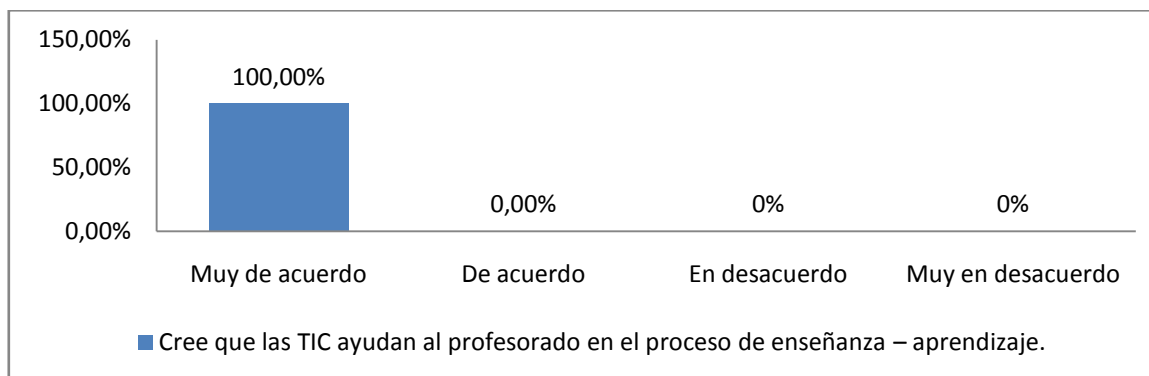 150,00%
100,00%
50,00%
0,00%
100,00%
0,00%
0%
0%
Muy de acuerdo
De acuerdo
En desacuerdo
Muy en desacuerdo
Cree que las TIC ayudan al profesorado en el proceso de enseñanza – aprendizaje.